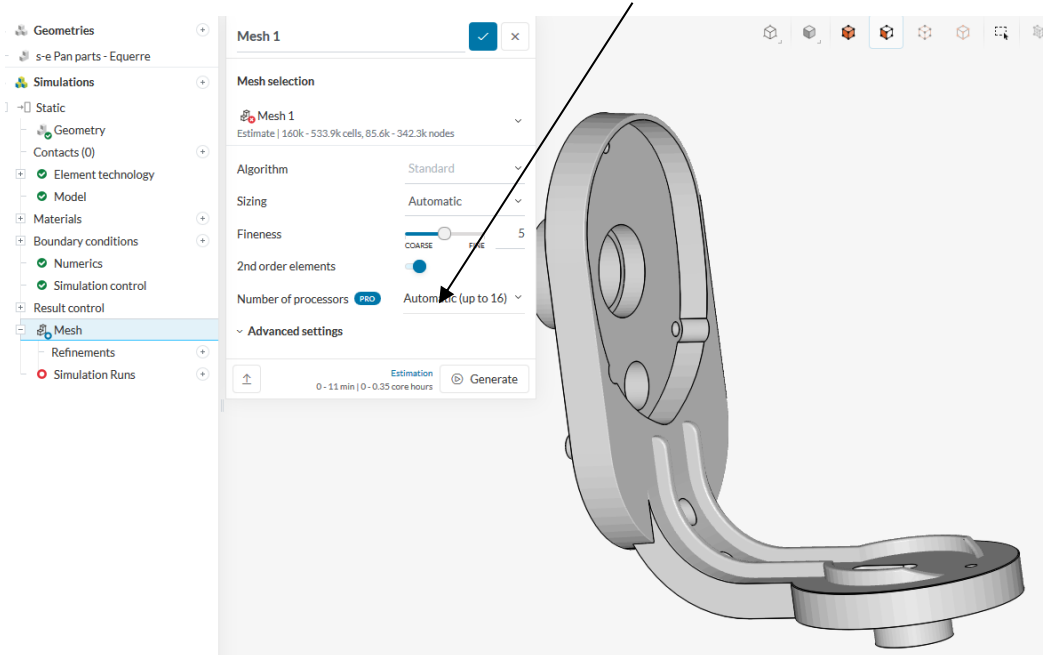 Geometries
s-e Pan parts - Equerre
Simulations
Static
Geometry
Contacts (0)
Element technology
Model
Materials
Boundary conditions
Numerics
Simulation control
Result control
Mesh
Refinements
Simulation Runs
Mesh 1
Mesh selection
Mesh 1
Estimate | 160k - 533.9k cells, 85.6k - 342.3k nodes
Algorithm Standard
Sizing Automatic
Fineness 5
COARSE FINE
2nd order elements
Number of processors PRO Automatic (up to 16)
Advanced settings
Estimation
0 - 11 min | 0 - 0.35 core hours
Generate